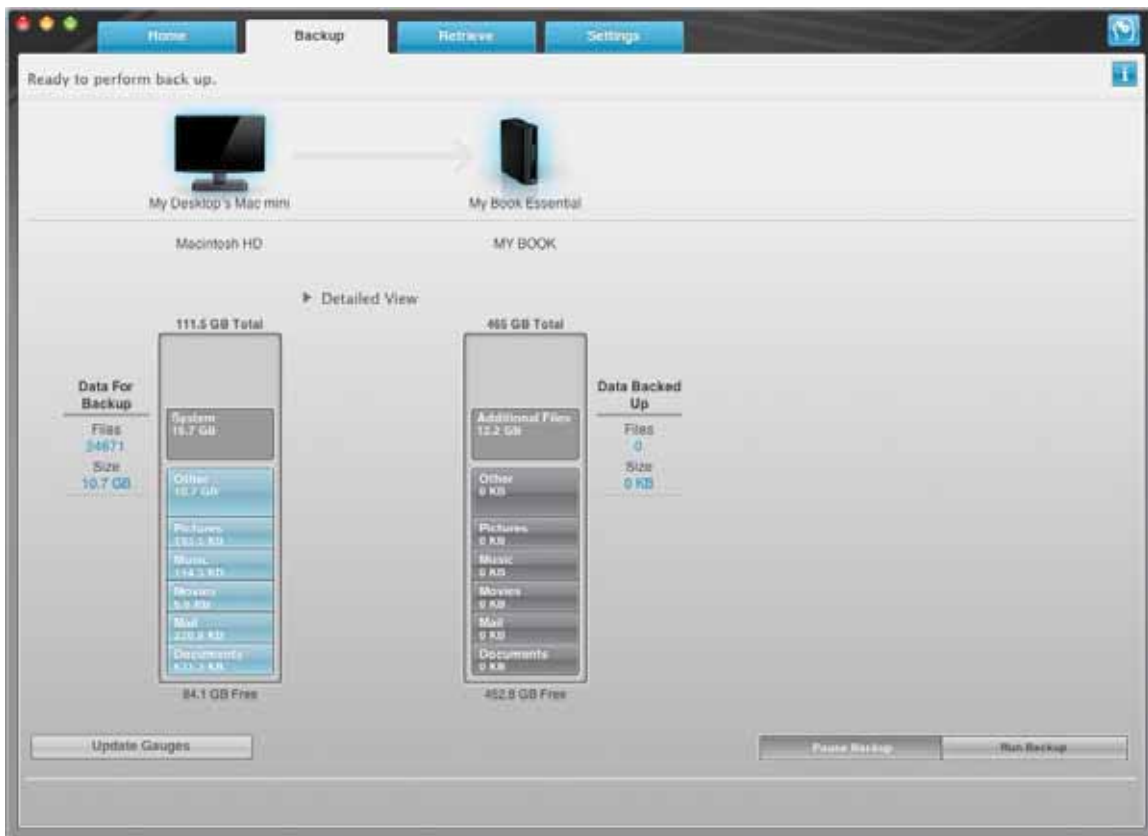 Home
Backup
Retrieve
Settings
Ready to perform back up.
i
My Desktop's Mac mini
My Book Essential
Macintosh HD
MY BOOK
Detailed View
111.5 GB Total
465 GB Total
Data For
Backup
Files
24671
Size
10.7 GB
System
Other
10.7 GB
Pictures
Music
Movies
Mail
Documents
84.1 GB Free
Additional Files
12.2 GB
Other
0 KB
Pictures
0 KB
Music
0 KB
Movies
0 KB
Mail
0 KB
Documents
0 KB
452.8 GB Free
Data Backed
Up
Files
0
Size
0 KB
Update Gauges
Pause Backup
Run Backup